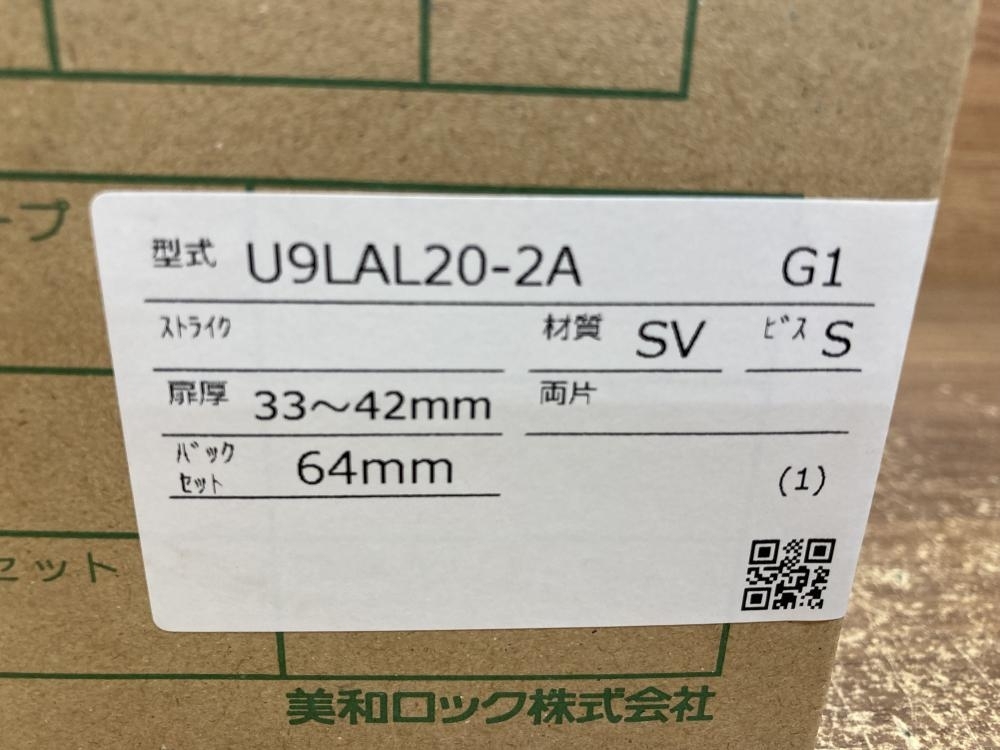 ープ
型式 U9LAL20-2A G1
ストライク 材質 SV ビス S
扉厚 33～42mm 両片
バック
セット 64mm
(1)
セット
美和ロック株式会社